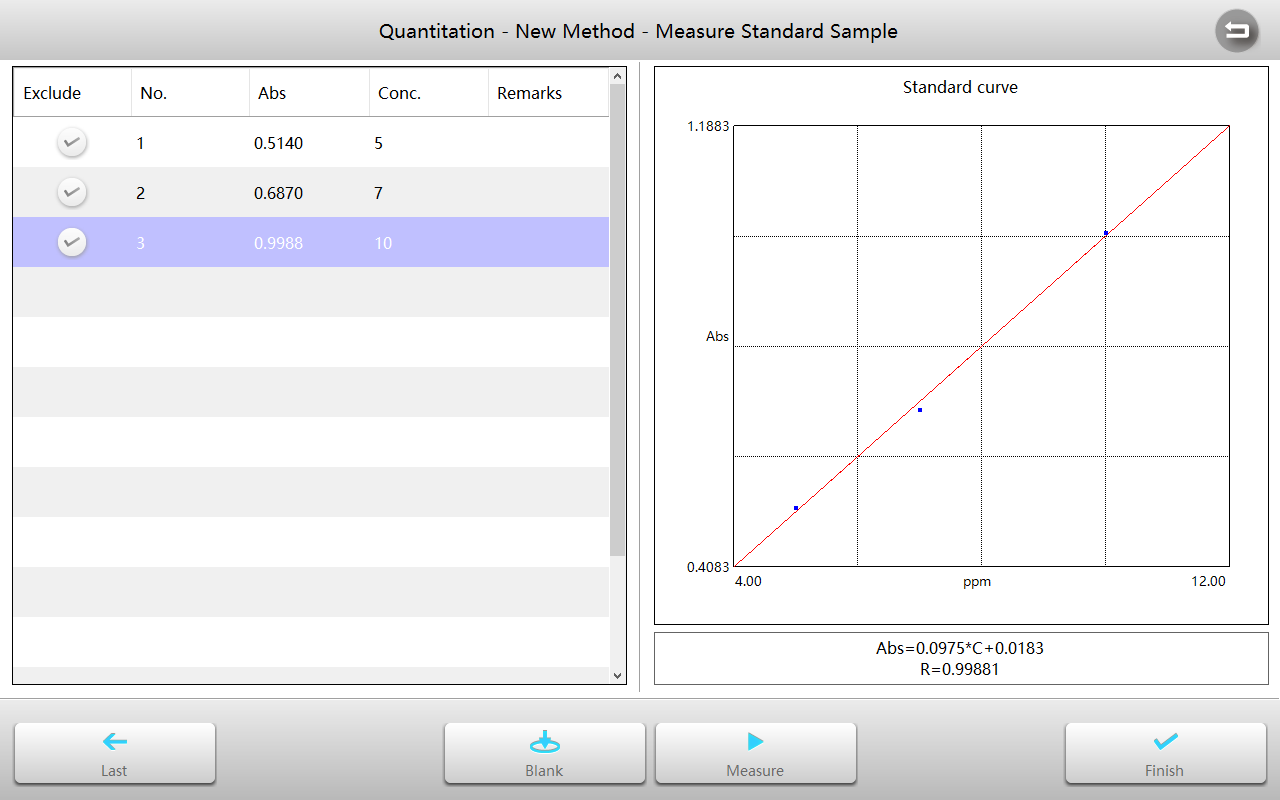 Quantitation - New Method - Measure Standard Sample
Exclude No. Abs Conc. Remarks
1 0.5140 5
2 0.6870 7
3 0.9988 10
Standard curve
1.1883
Abs
0.4083
4.00 ppm 12.00
Abs=0.0975*C+0.0183
R=0.99881
Last Blank Measure Finish